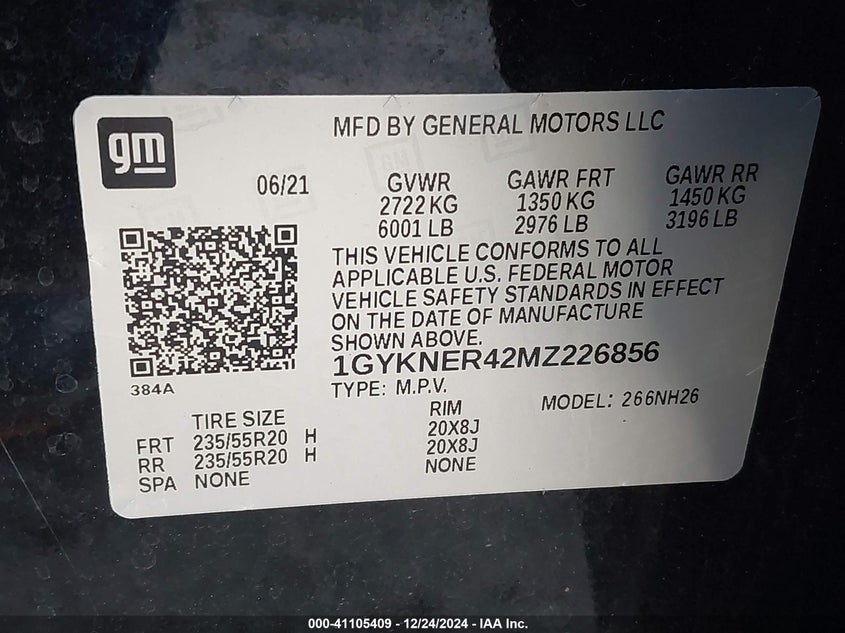 gm
MFD BY GENERAL MOTORS LLC
06/21
GVWR GAWR FRT GAWR RR
2722 KG 1350 KG 1450 KG
6001 LB 2976 LB 3196 LB
THIS VEHICLE CONFORMS TO ALL
APPLICABLE U.S. FEDERAL MOTOR
VEHICLE SAFETY STANDARDS IN EFFECT
ON THE DATE OF MANUFACTURE
SHOWN ABOVE.
1GYKNER42MZ226856
384A
TYPE: M.P.V. MODEL: 266NH26
TIRE SIZE RIM
FRT 235/55R20 H 20X8J
RR 235/55R20 H 20X8J
SPA NONE NONE
000-41105409 - 12/24/2024 - IAA Inc.